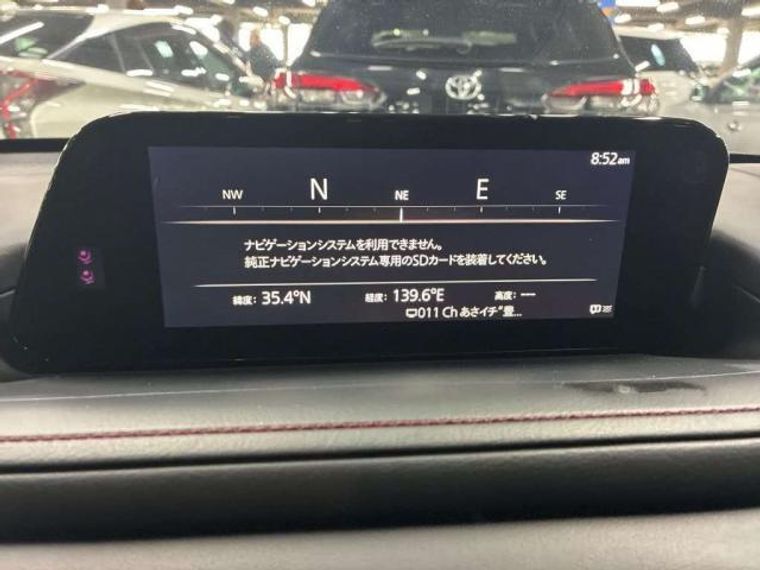 8:52am
NW N NE E SE
ナビゲーションシステムを利用できません。
純正ナビゲーションシステム専用のSDカードを装着してください。
緯度: 35.4°N 経度: 139.6°E 高度: ---
011 Ch あさイチ"豊...